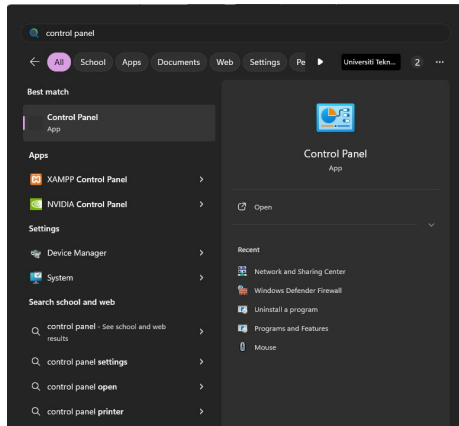 control panel
All School Apps Documents Web Settings Pe Universiti Tekn... 2 ...
Best match
Control Panel
App
Apps
XAMPP Control Panel
NVIDIA Control Panel
Settings
Device Manager
System
Search school and web
control panel - See school and web
results
control panel settings
control panel open
control panel printer
Control Panel
App
Open
Recent
Network and Sharing Center
Windows Defender Firewall
Uninstall a program
Programs and Features
Mouse